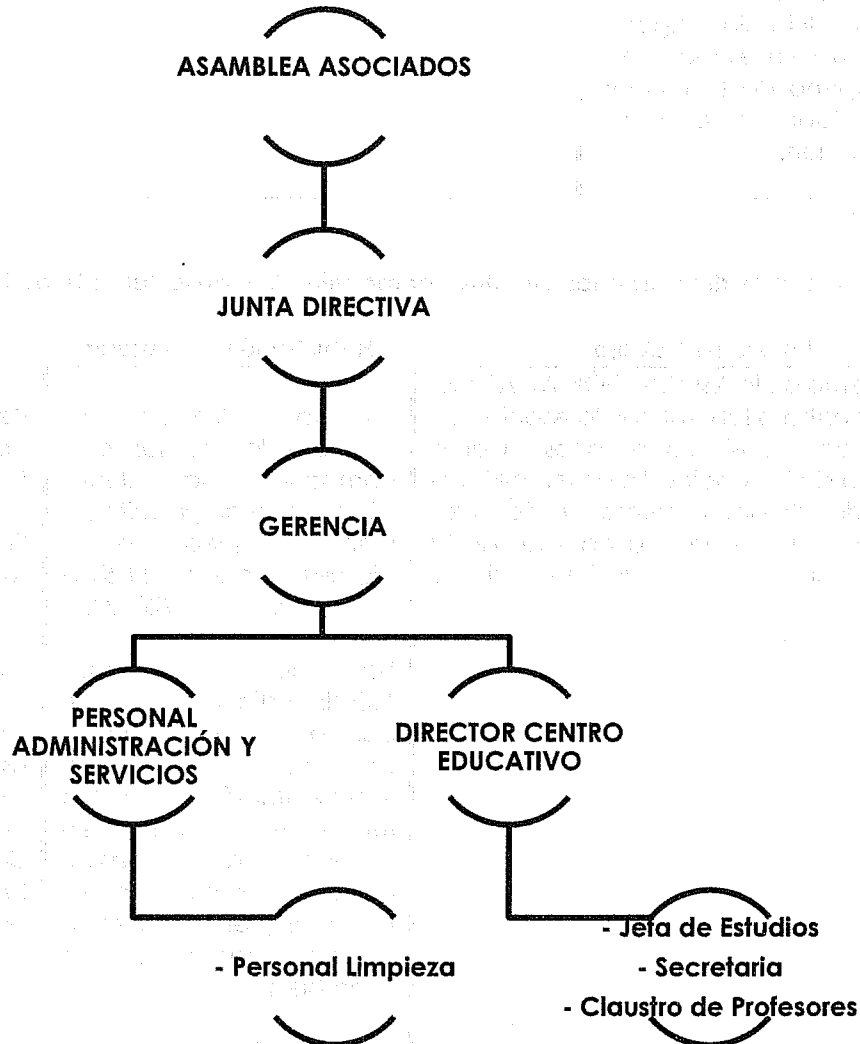 ASAMBLEA ASOCIADOS
JUNTA DIRECTIVA
GERENCIA
PERSONAL
ADMINISTRACIÓN Y
SERVICIOS
DIRECTOR CENTRO
EDUCATIVO
- Personal Limpieza
- Jefa de Estudios
- Secretaria
- Claustro de Profesores